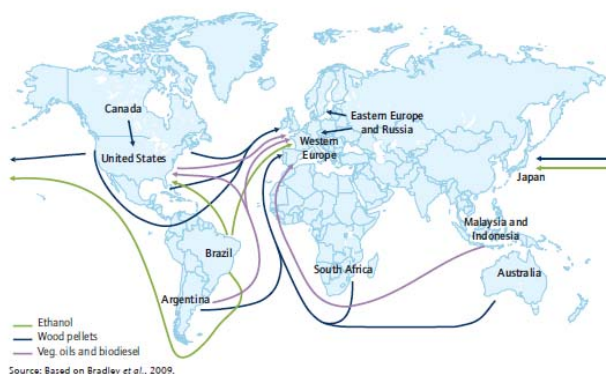 Canada
United States
Eastern Europe
and Russia
Western
Europe
Japan
Malaysia and
Indonesia
Brazil
South Africa
Australia
Argentina
Ethanol
Wood pellets
Veg. oils and biodiesel
Source: Based on Bradley et al., 2009.